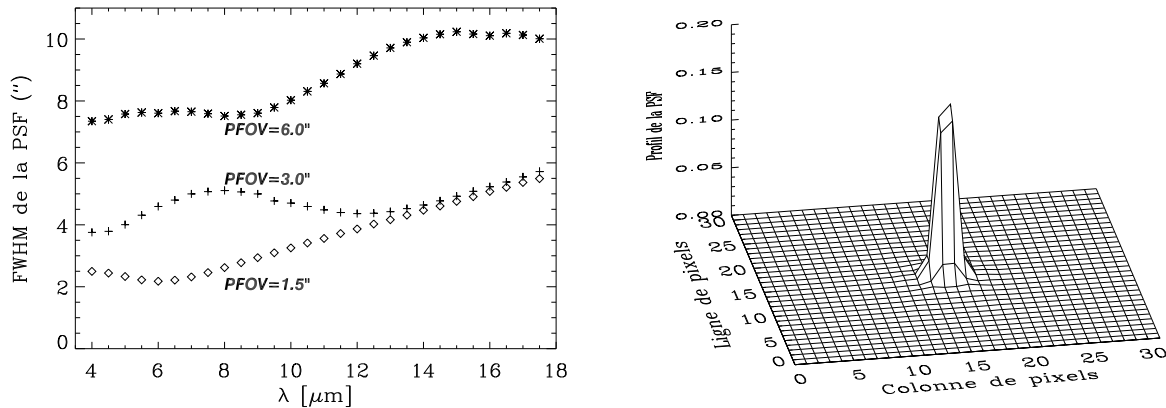 FWHM de la PSF (″)
10
8
6
4
2
0
PFOV=6.0"
PFOV=3.0"
PFOV=1.5"
4 6 8 10 12 14 16 18
λ [μm]
Profil de la PSF
0.20
0.15
0.10
0.05
0.00
Ligne de pixels
30
25
20
15
10
5
0
0 5 10 15 20 25 30
Colonne de pixels